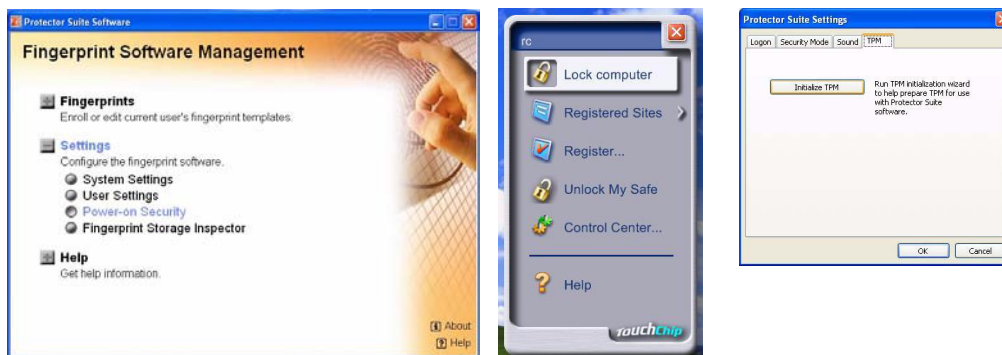 Protector Suite Software
Fingerprint Software Management
Fingerprints
Enroll or edit current user's fingerprint templates.
Settings
Configure the fingerprint software.
System Settings
User Settings
Power-on Security
Fingerprint Storage Inspector
Help
Get help information.
About
Help
rc
Lock computer
Registered Sites
Register...
Unlock My Safe
Control Center...
Help
TouchChip
Protector Suite Settings
Logon Security Mode Sound TPM
Initialize TPM
Run TPM initialization wizard
to help prepare TPM for use
with Protector Suite
software.
OK Cancel